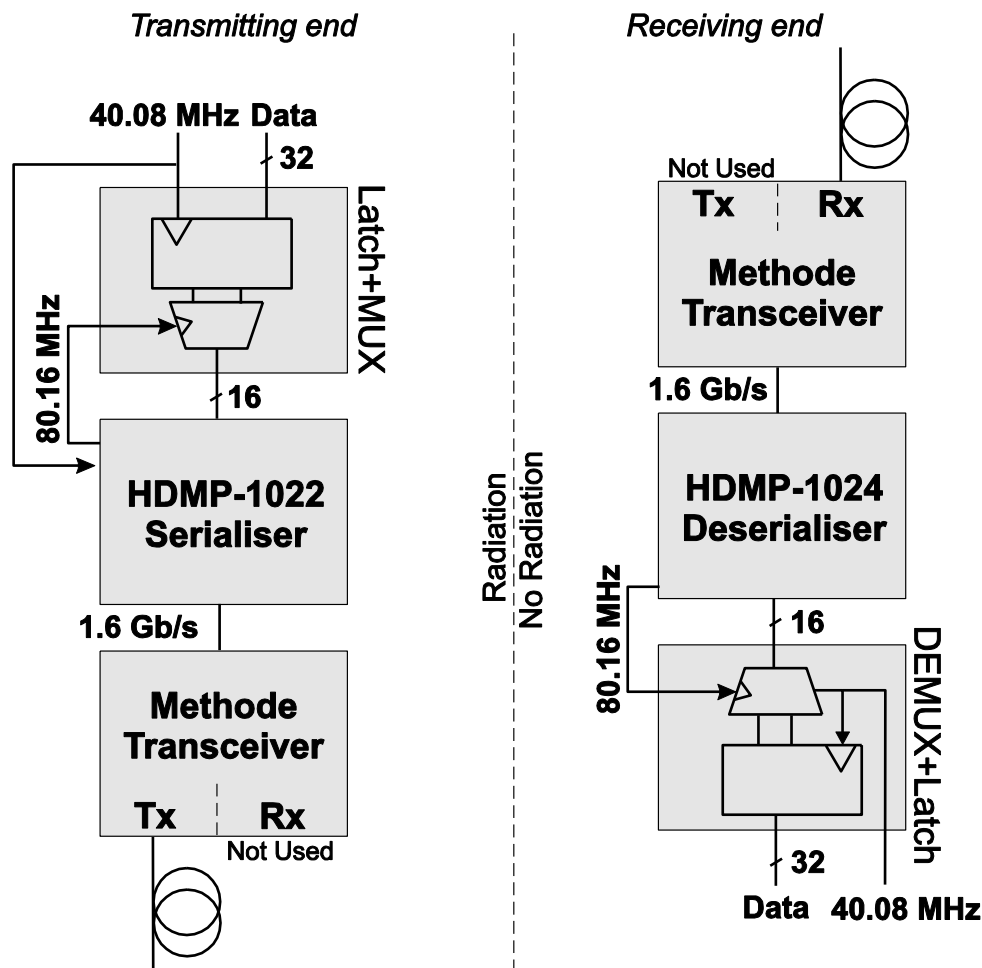 Transmitting end
40.08 MHz Data
32
Latch+MUX
80.16 MHz
16
HDMP-1022
Serialiser
1.6 Gb/s
Methode
Transceiver
Tx
Rx
Not Used
Radiation
No Radiation
Receiving end
Not Used
Tx
Rx
Methode
Transceiver
1.6 Gb/s
HDMP-1024
Deserialiser
80.16 MHz
16
DEMUX+Latch
32
Data 40.08 MHz